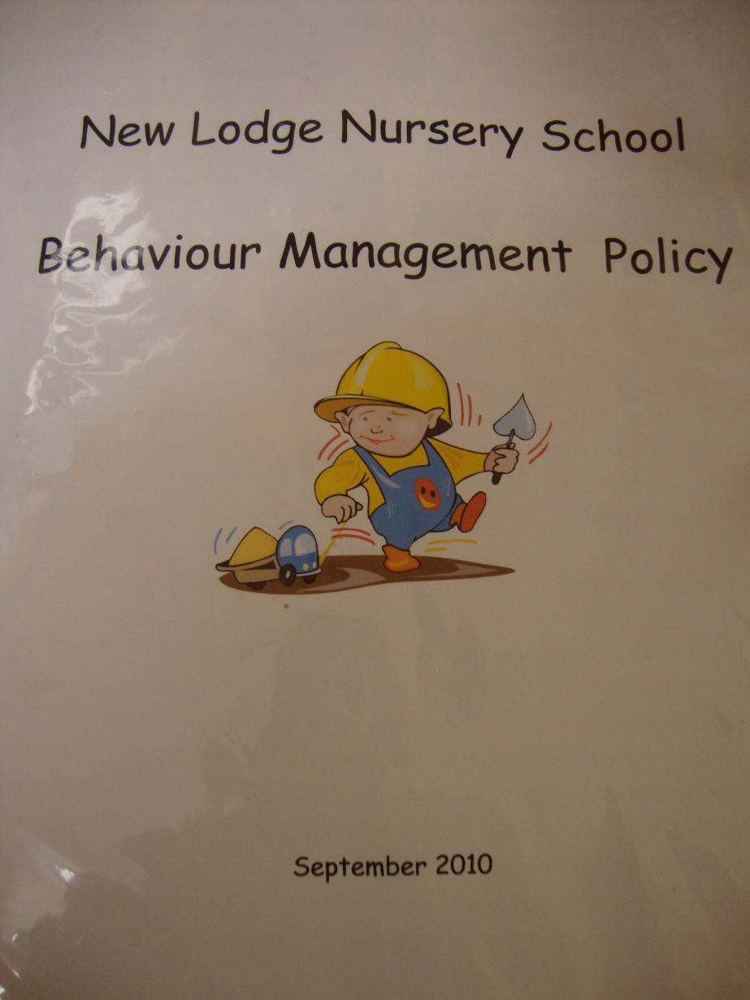 New Lodge Nursery School
Behaviour Management Policy
September 2010